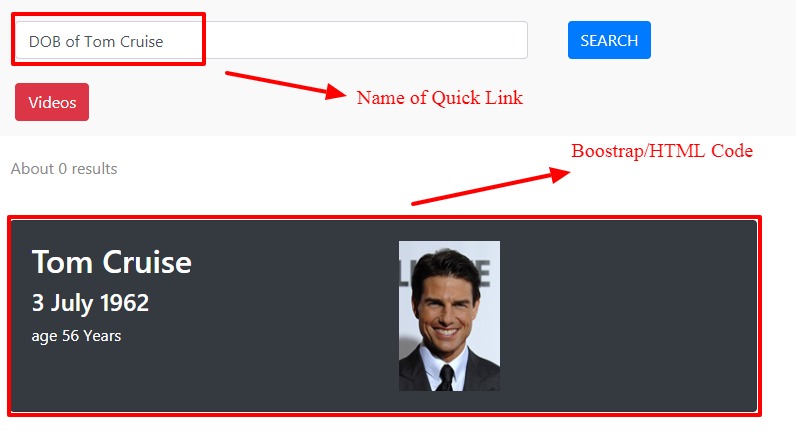 DOB of Tom Cruise
SEARCH
Name of Quick Link
Videos
Boostrap/HTML Code
About 0 results
Tom Cruise
3 July 1962
age 56 Years